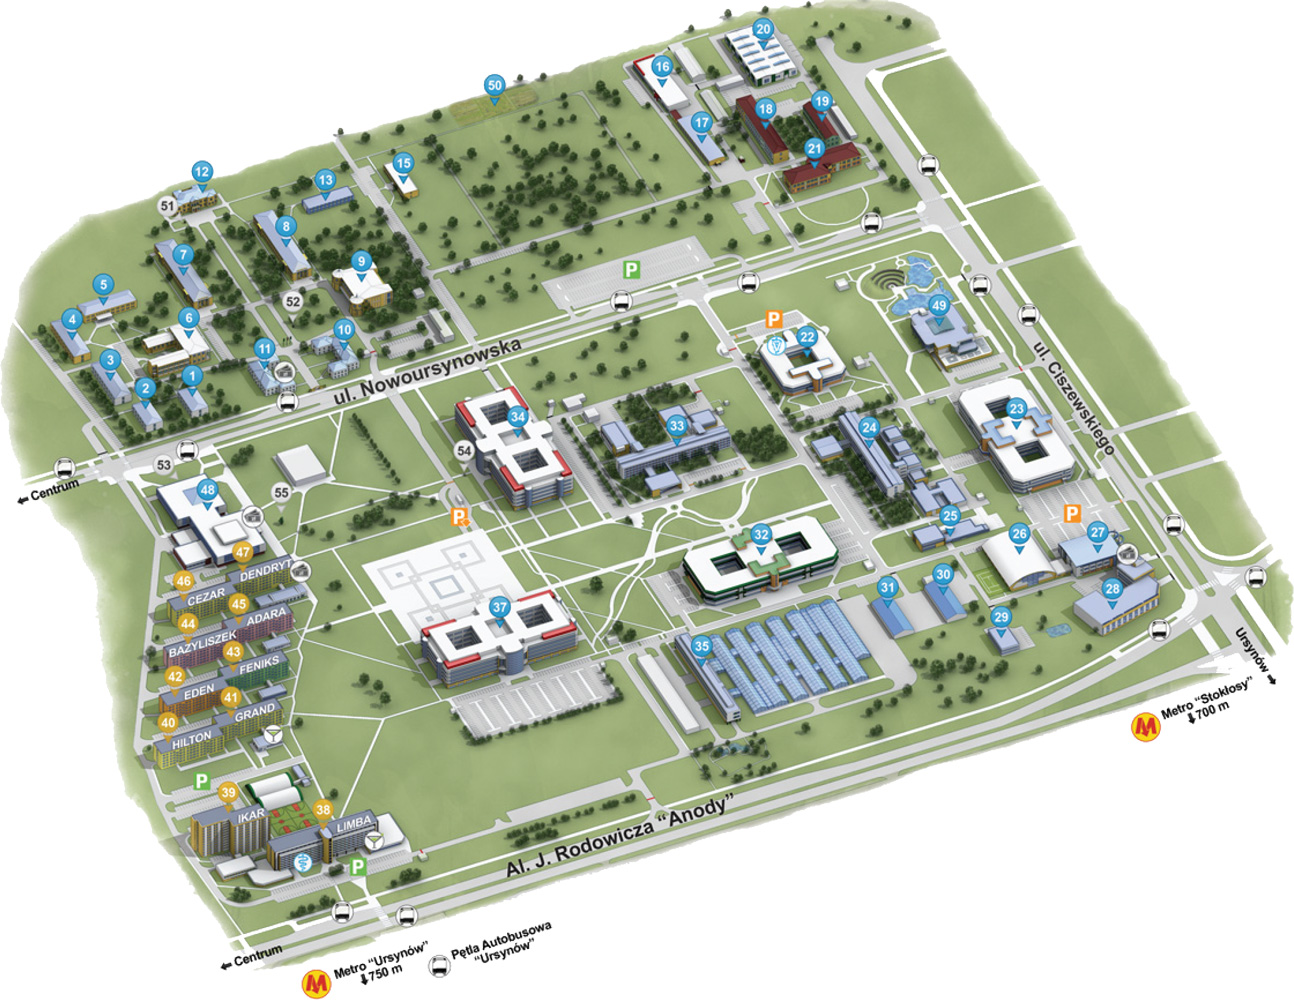 20
16
50
19
18
17
21
15
12
13
51
8
7
9
5
52
P
49
4
6
10
P
22
3
11
ul. Nowoursynowska
ul. Ciszewskiego
2
1
34
33
24
23
54
53
← Centrum
48
55
P
P
25
26
27
32
47
DENDRYT
46
CEZAR
45
ADARA
44
BAZYLISZEK
43
FENIKS
42
EDEN
41
GRAND
40
HILTON
37
31
30
28
29
35
Ursynów →
M Metro "Stokłosy"
↓700 m
P
39
IKAR
38
LIMBA
P
Al. J. Rodowicza "Anody"
← Centrum
M Metro "Ursynów"
↓750 m
Pętla Autobusowa
"Ursynów"